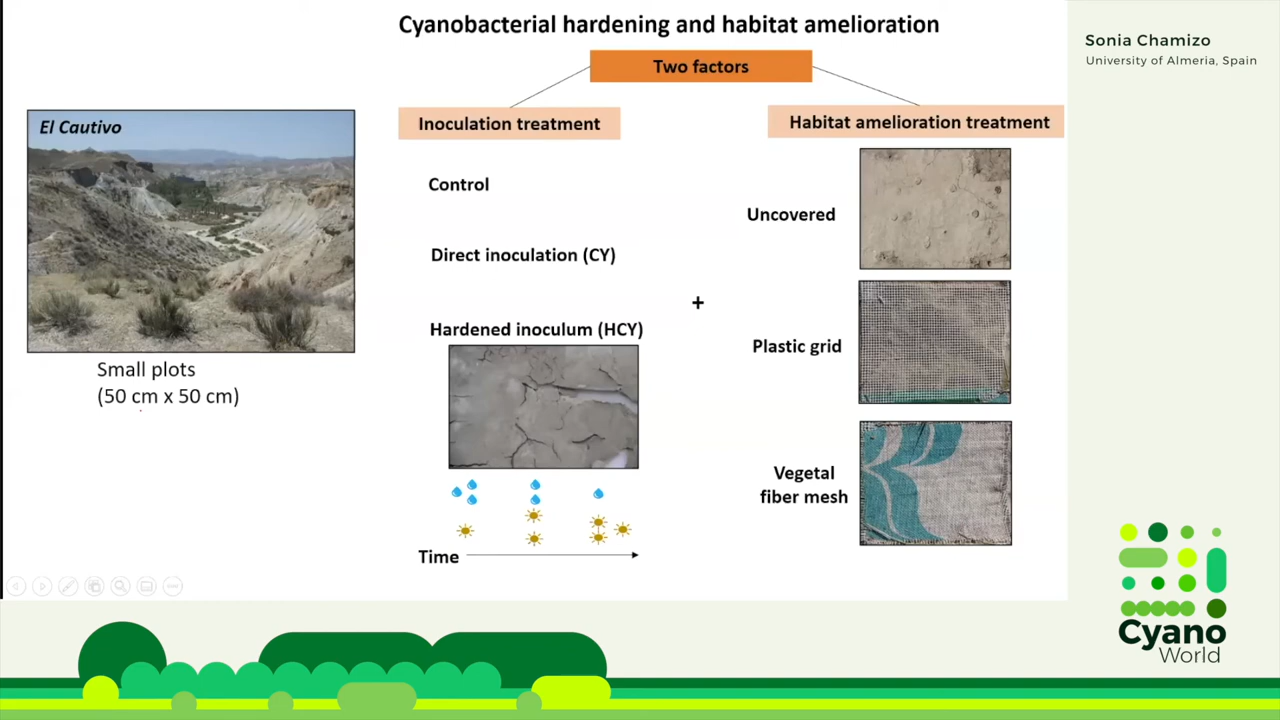 Cyanobacterial hardening and habitat amelioration
Sonia Chamizo
University of Almeria, Spain
Two factors
El Cautivo
Inoculation treatment
Habitat amelioration treatment
Control
Uncovered
Direct inoculation (CY)
+
Hardened inoculum (HCY)
Plastic grid
Small plots
(50 cm x 50 cm)
Vegetal
fiber mesh
Time
Cyano
World